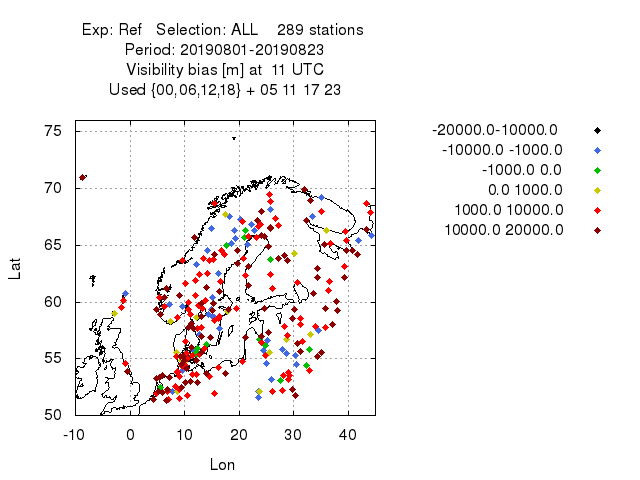 Exp: Ref Selection: ALL 289 stations
Period: 20190801-20190823
Visibility bias [m] at 11 UTC
Used {00,06,12,18} + 05 11 17 23
-20000.0-10000.0
-10000.0 -1000.0
-1000.0 0.0
0.0 1000.0
1000.0 10000.0
10000.0 20000.0
75
70
65
60
55
50
Lat
-10 0 10 20 30 40
Lon